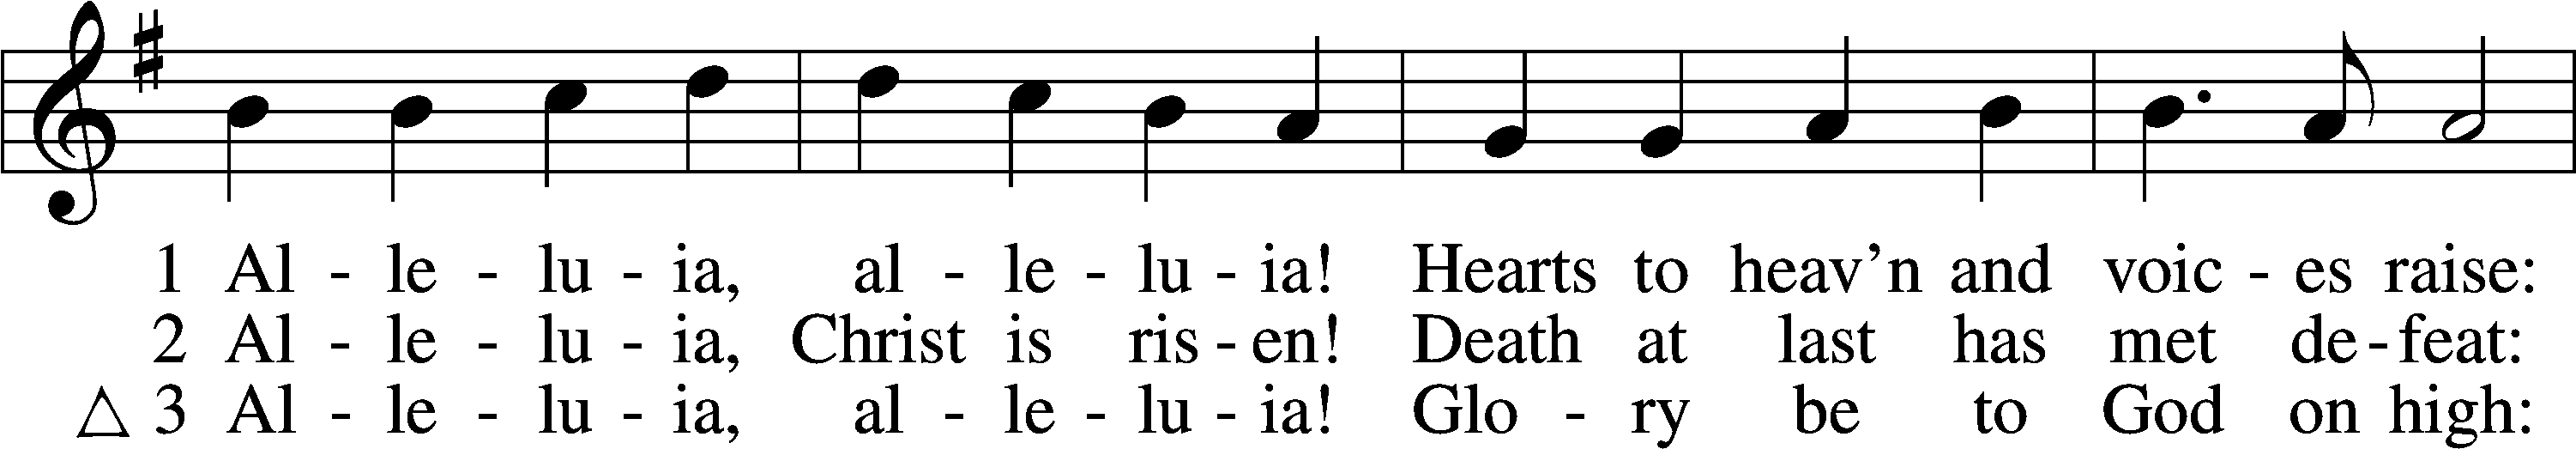 1 Al - le - lu - ia, al - le - lu - ia! Hearts to heav’n and voic - es raise:
2 Al - le - lu - ia, Christ is ris - en! Death at last has met de - feat:
△ 3 Al - le - lu - ia, al - le - lu - ia! Glo - ry be to God on high: